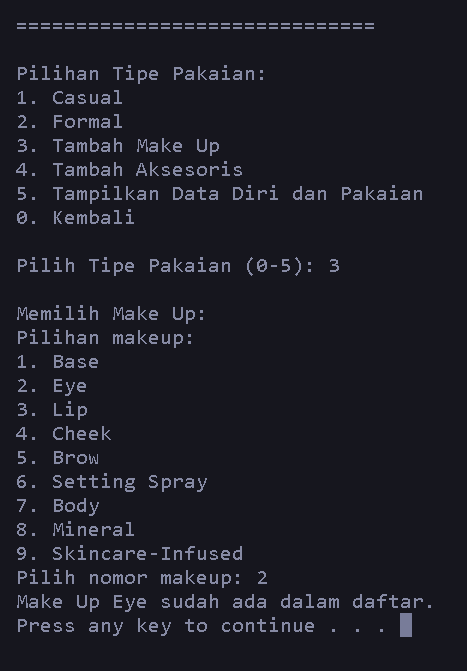 ==============================
Pilihan Tipe Pakaian:
1. Casual
2. Formal
3. Tambah Make Up
4. Tambah Aksesoris
5. Tampilkan Data Diri dan Pakaian
0. Kembali
Pilih Tipe Pakaian (0-5): 3
Memilih Make Up:
Pilihan makeup:
1. Base
2. Eye
3. Lip
4. Cheek
5. Brow
6. Setting Spray
7. Body
8. Mineral
9. Skincare-Infused
Pilih nomor makeup: 2
Make Up Eye sudah ada dalam daftar.
Press any key to continue . . .